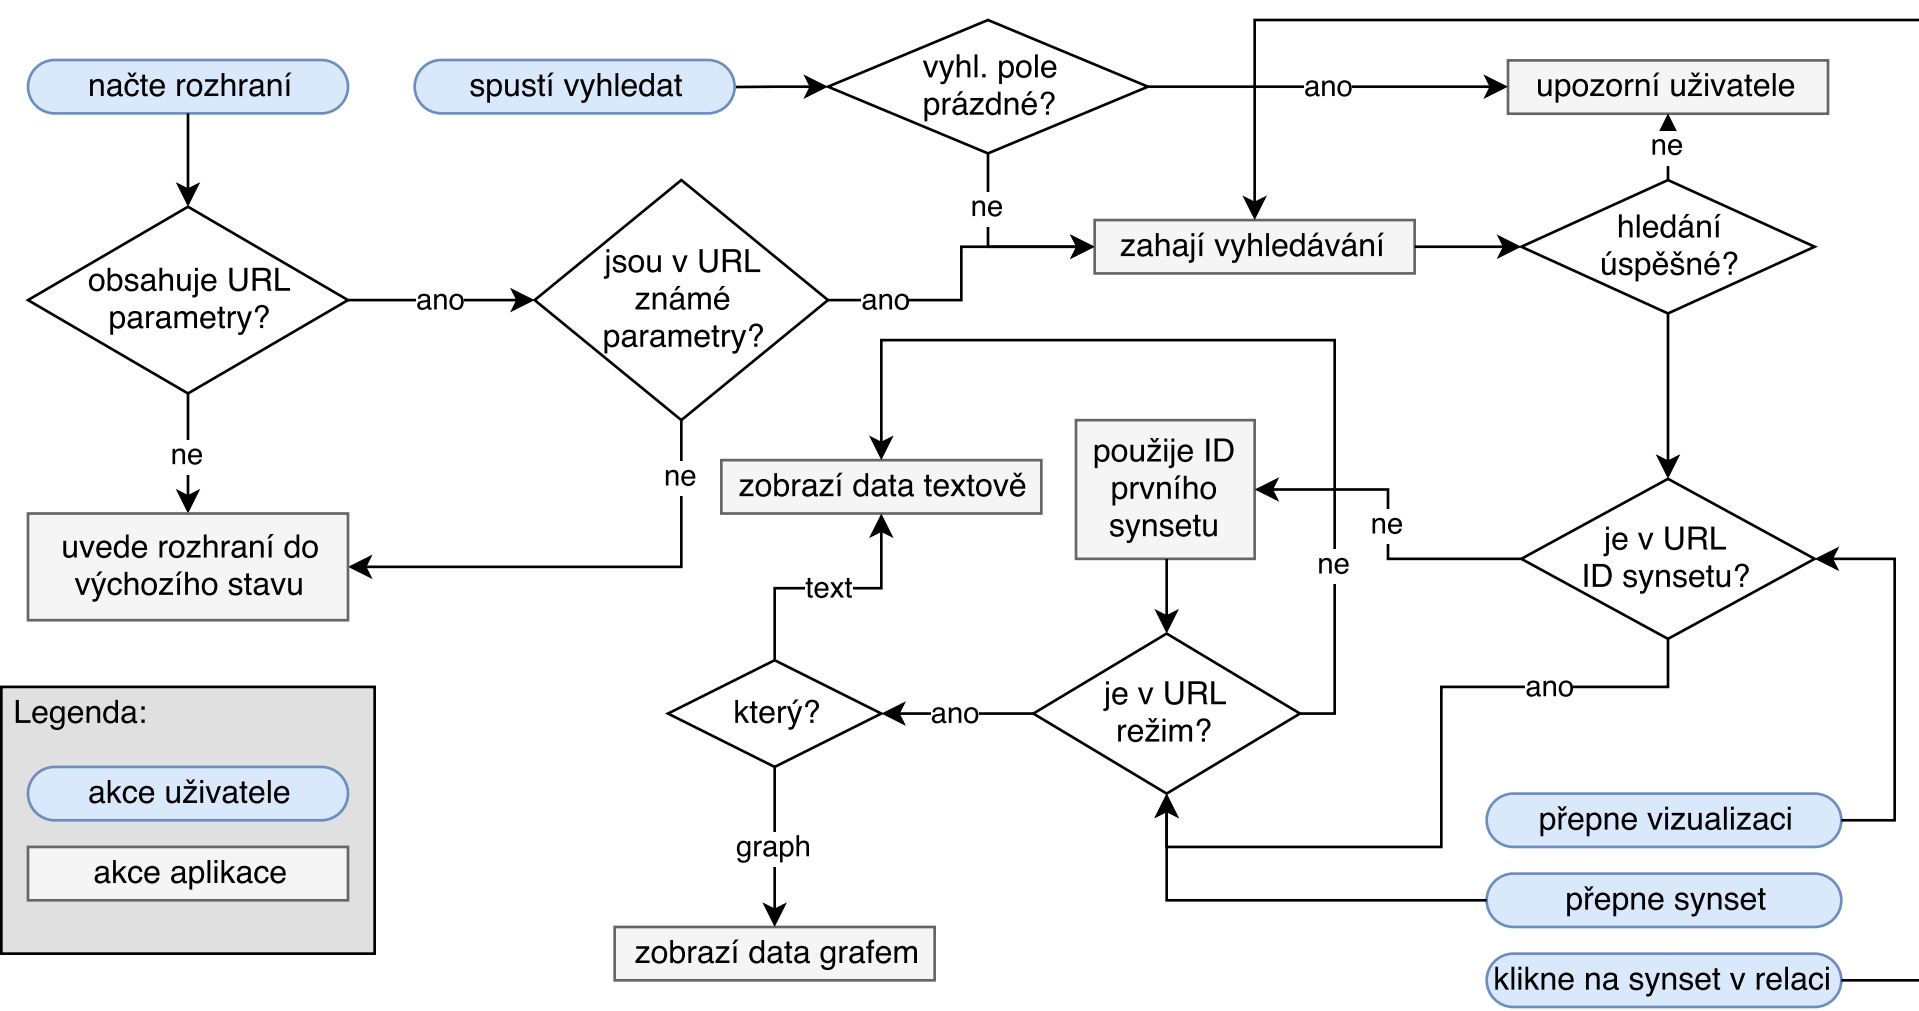 načte rozhraní
spustí vyhledat
vyhl. pole
prázdné?
ano
upozorní uživatele
ne
ne
zahají vyhledávání
hledání
úspěšné?
obsahuje URL
parametry?
ano
jsou v URL
známé
parametry?
ano
ne
ne
uvede rozhraní do
výchozího stavu
zobrazí data textově
použije ID
prvního
synsetu
ne
ne
je v URL
ID synsetu?
text
ano
který?
ano
je v URL
režim?
graph
zobrazí data grafem
přepne vizualizaci
přepne synset
klikne na synset v relaci
Legenda:
akce uživatele
akce aplikace